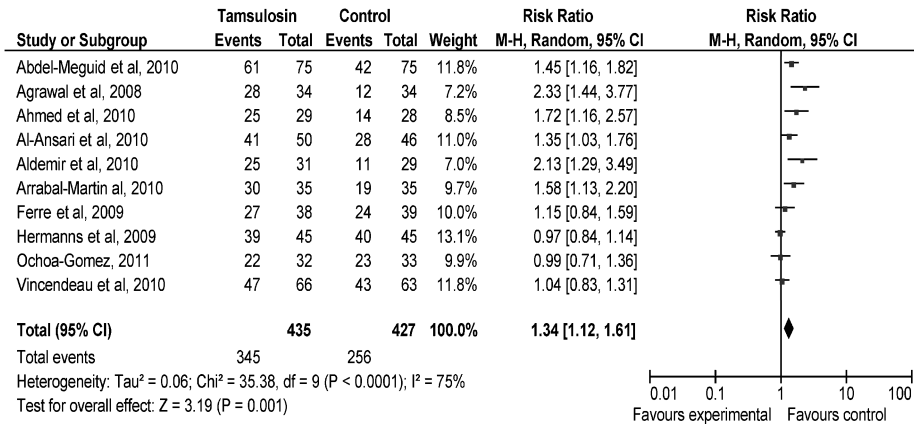 Tamsulosin Control Risk Ratio Risk Ratio
Study or Subgroup Events Total Events Total Weight M-H, Random, 95% CI M-H, Random, 95% CI
Abdel-Meguid et al, 2010 61 75 42 75 11.8% 1.45 [1.16, 1.82]
Agrawal et al, 2008 28 34 12 34 7.2% 2.33 [1.44, 3.77]
Ahmed et al, 2010 25 29 14 28 8.5% 1.72 [1.16, 2.57]
Al-Ansari et al, 2010 41 50 28 46 11.0% 1.35 [1.03, 1.76]
Aldemir et al, 2010 25 31 11 29 7.0% 2.13 [1.29, 3.49]
Arrabal-Martin al, 2010 30 35 19 35 9.7% 1.58 [1.13, 2.20]
Ferre et al, 2009 27 38 24 39 10.0% 1.15 [0.84, 1.59]
Hermanns et al, 2009 39 45 40 45 13.1% 0.97 [0.84, 1.14]
Ochoa-Gomez, 2011 22 32 23 33 9.9% 0.99 [0.71, 1.36]
Vincendeau et al, 2010 47 66 43 63 11.8% 1.04 [0.83, 1.31]
Total (95% CI) 435 427 100.0% 1.34 [1.12, 1.61]
Total events 345 256
Heterogeneity: Tau² = 0.06; Chi² = 35.38, df = 9 (P < 0.0001); I² = 75%
Test for overall effect: Z = 3.19 (P = 0.001)
0.01 0.1 1 10 100
Favours experimental Favours control